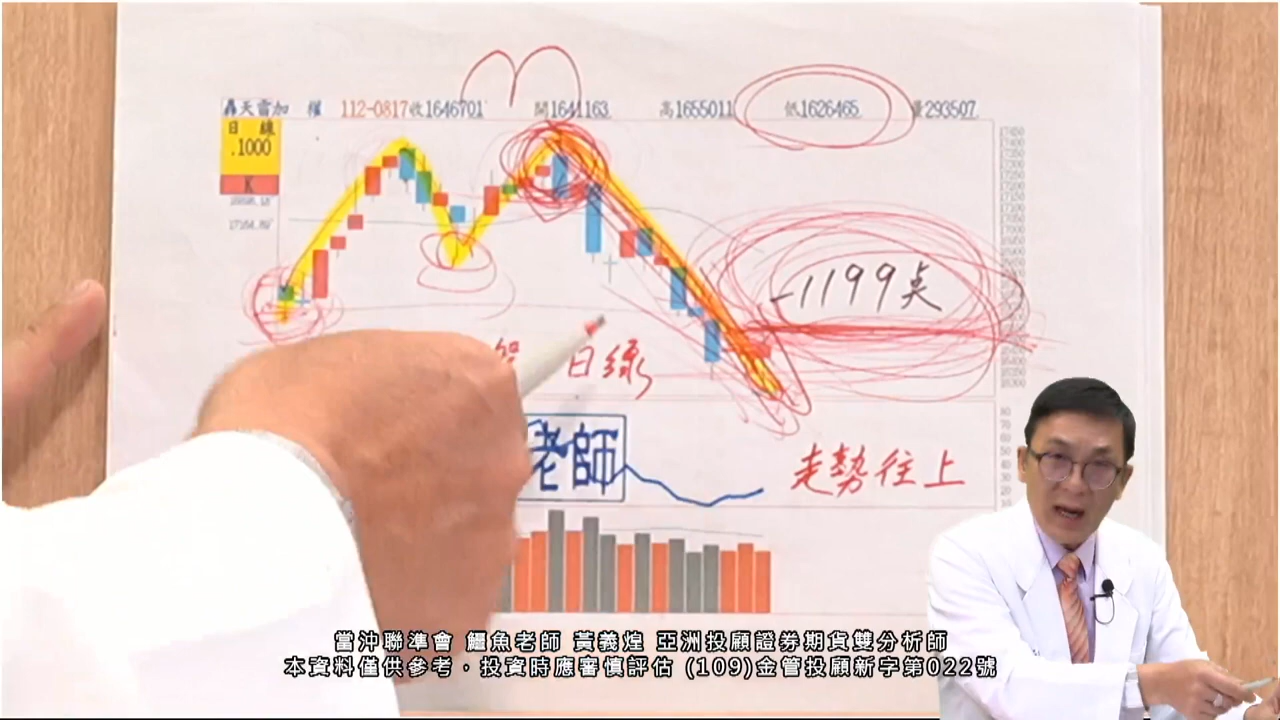 轟天雷加 權 112-0817收1646701 開1641163 高1655011 低1626465 量293507
日 線
.1000
K
-1199点
日線
老師
走勢往上
當沖聯準會 鱷魚老師 黃義煌 亞洲投顧證券期貨雙分析師
本資料僅供參考，投資時應審慎評估 (109)金管投顧新字第022號